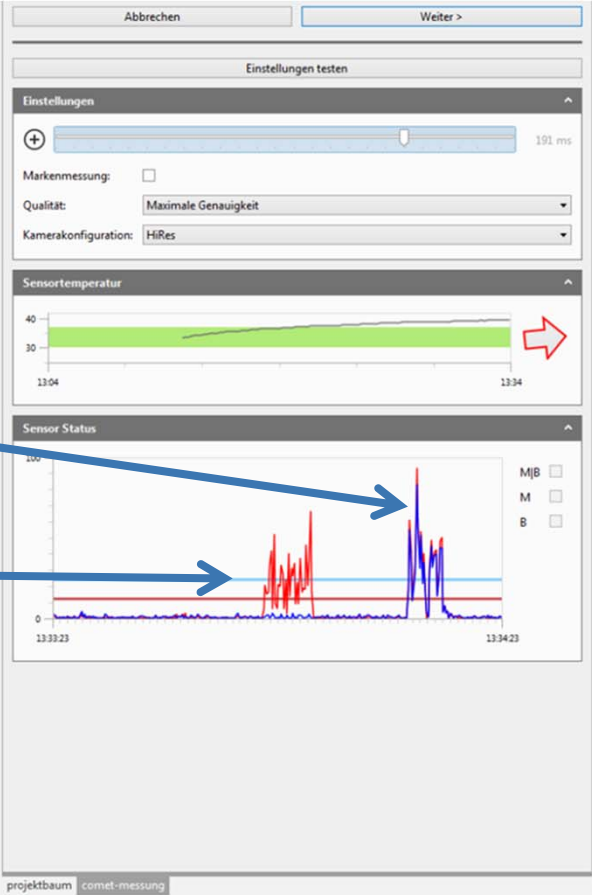 Abbrechen
Weiter >
Einstellungen testen
Einstellungen
191 ms
Markenmessung:
Qualität: Maximale Genauigkeit
Kamerakonfiguration: HiRes
Sensortemperatur
40
30
13:04
13:34
Sensor Status
100
M|B
M
B
0
13:33:23
13:34:23
projektbaum comet-messung